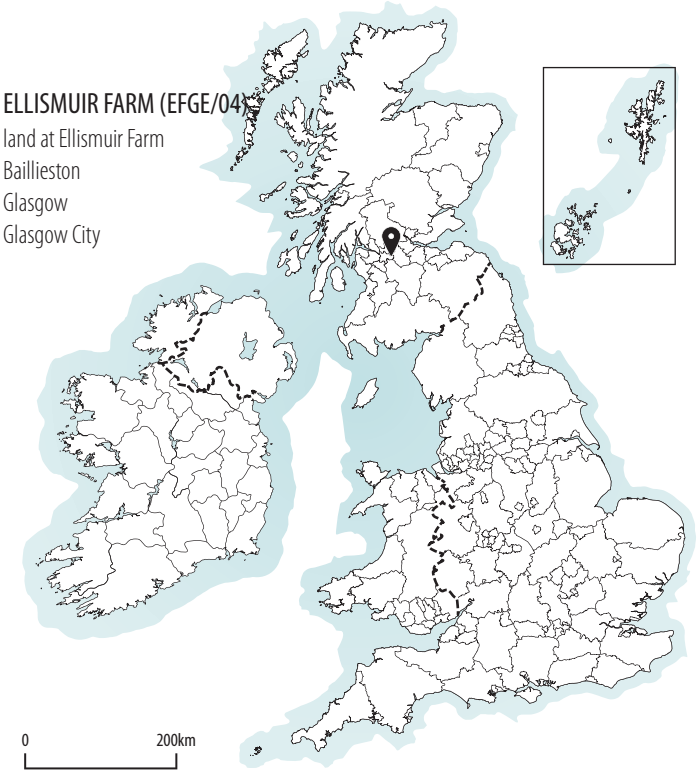 ELLISMUIR FARM (EFGE/04)
land at Ellismuir Farm
Baillieston
Glasgow
Glasgow City
0 200km